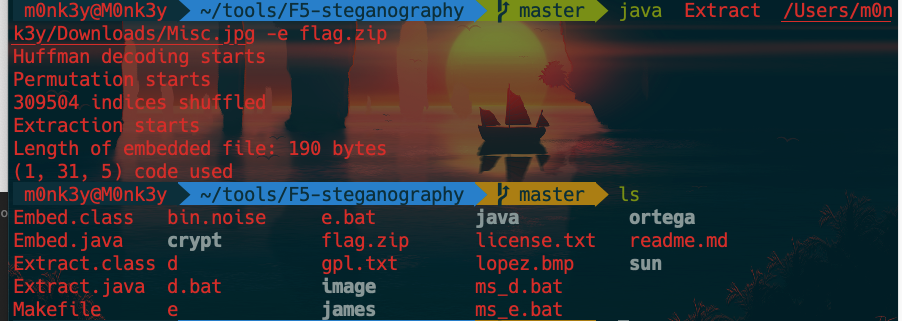 m0nk3y@M0nk3y ~/tools/F5-steganography master java Extract /Users/m0n
k3y/Downloads/Misc.jpg -e flag.zip
Huffman decoding starts
Permutation starts
309504 indices shuffled
Extraction starts
Length of embedded file: 190 bytes
(1, 31, 5) code used
m0nk3y@M0nk3y ~/tools/F5-steganography master ls
Embed.class bin.noise e.bat java ortega
Embed.java crypt flag.zip license.txt readme.md
Extract.class d gpl.txt lopez.bmp sun
Extract.java d.bat image ms_d.bat
Makefile e james ms_e.bat